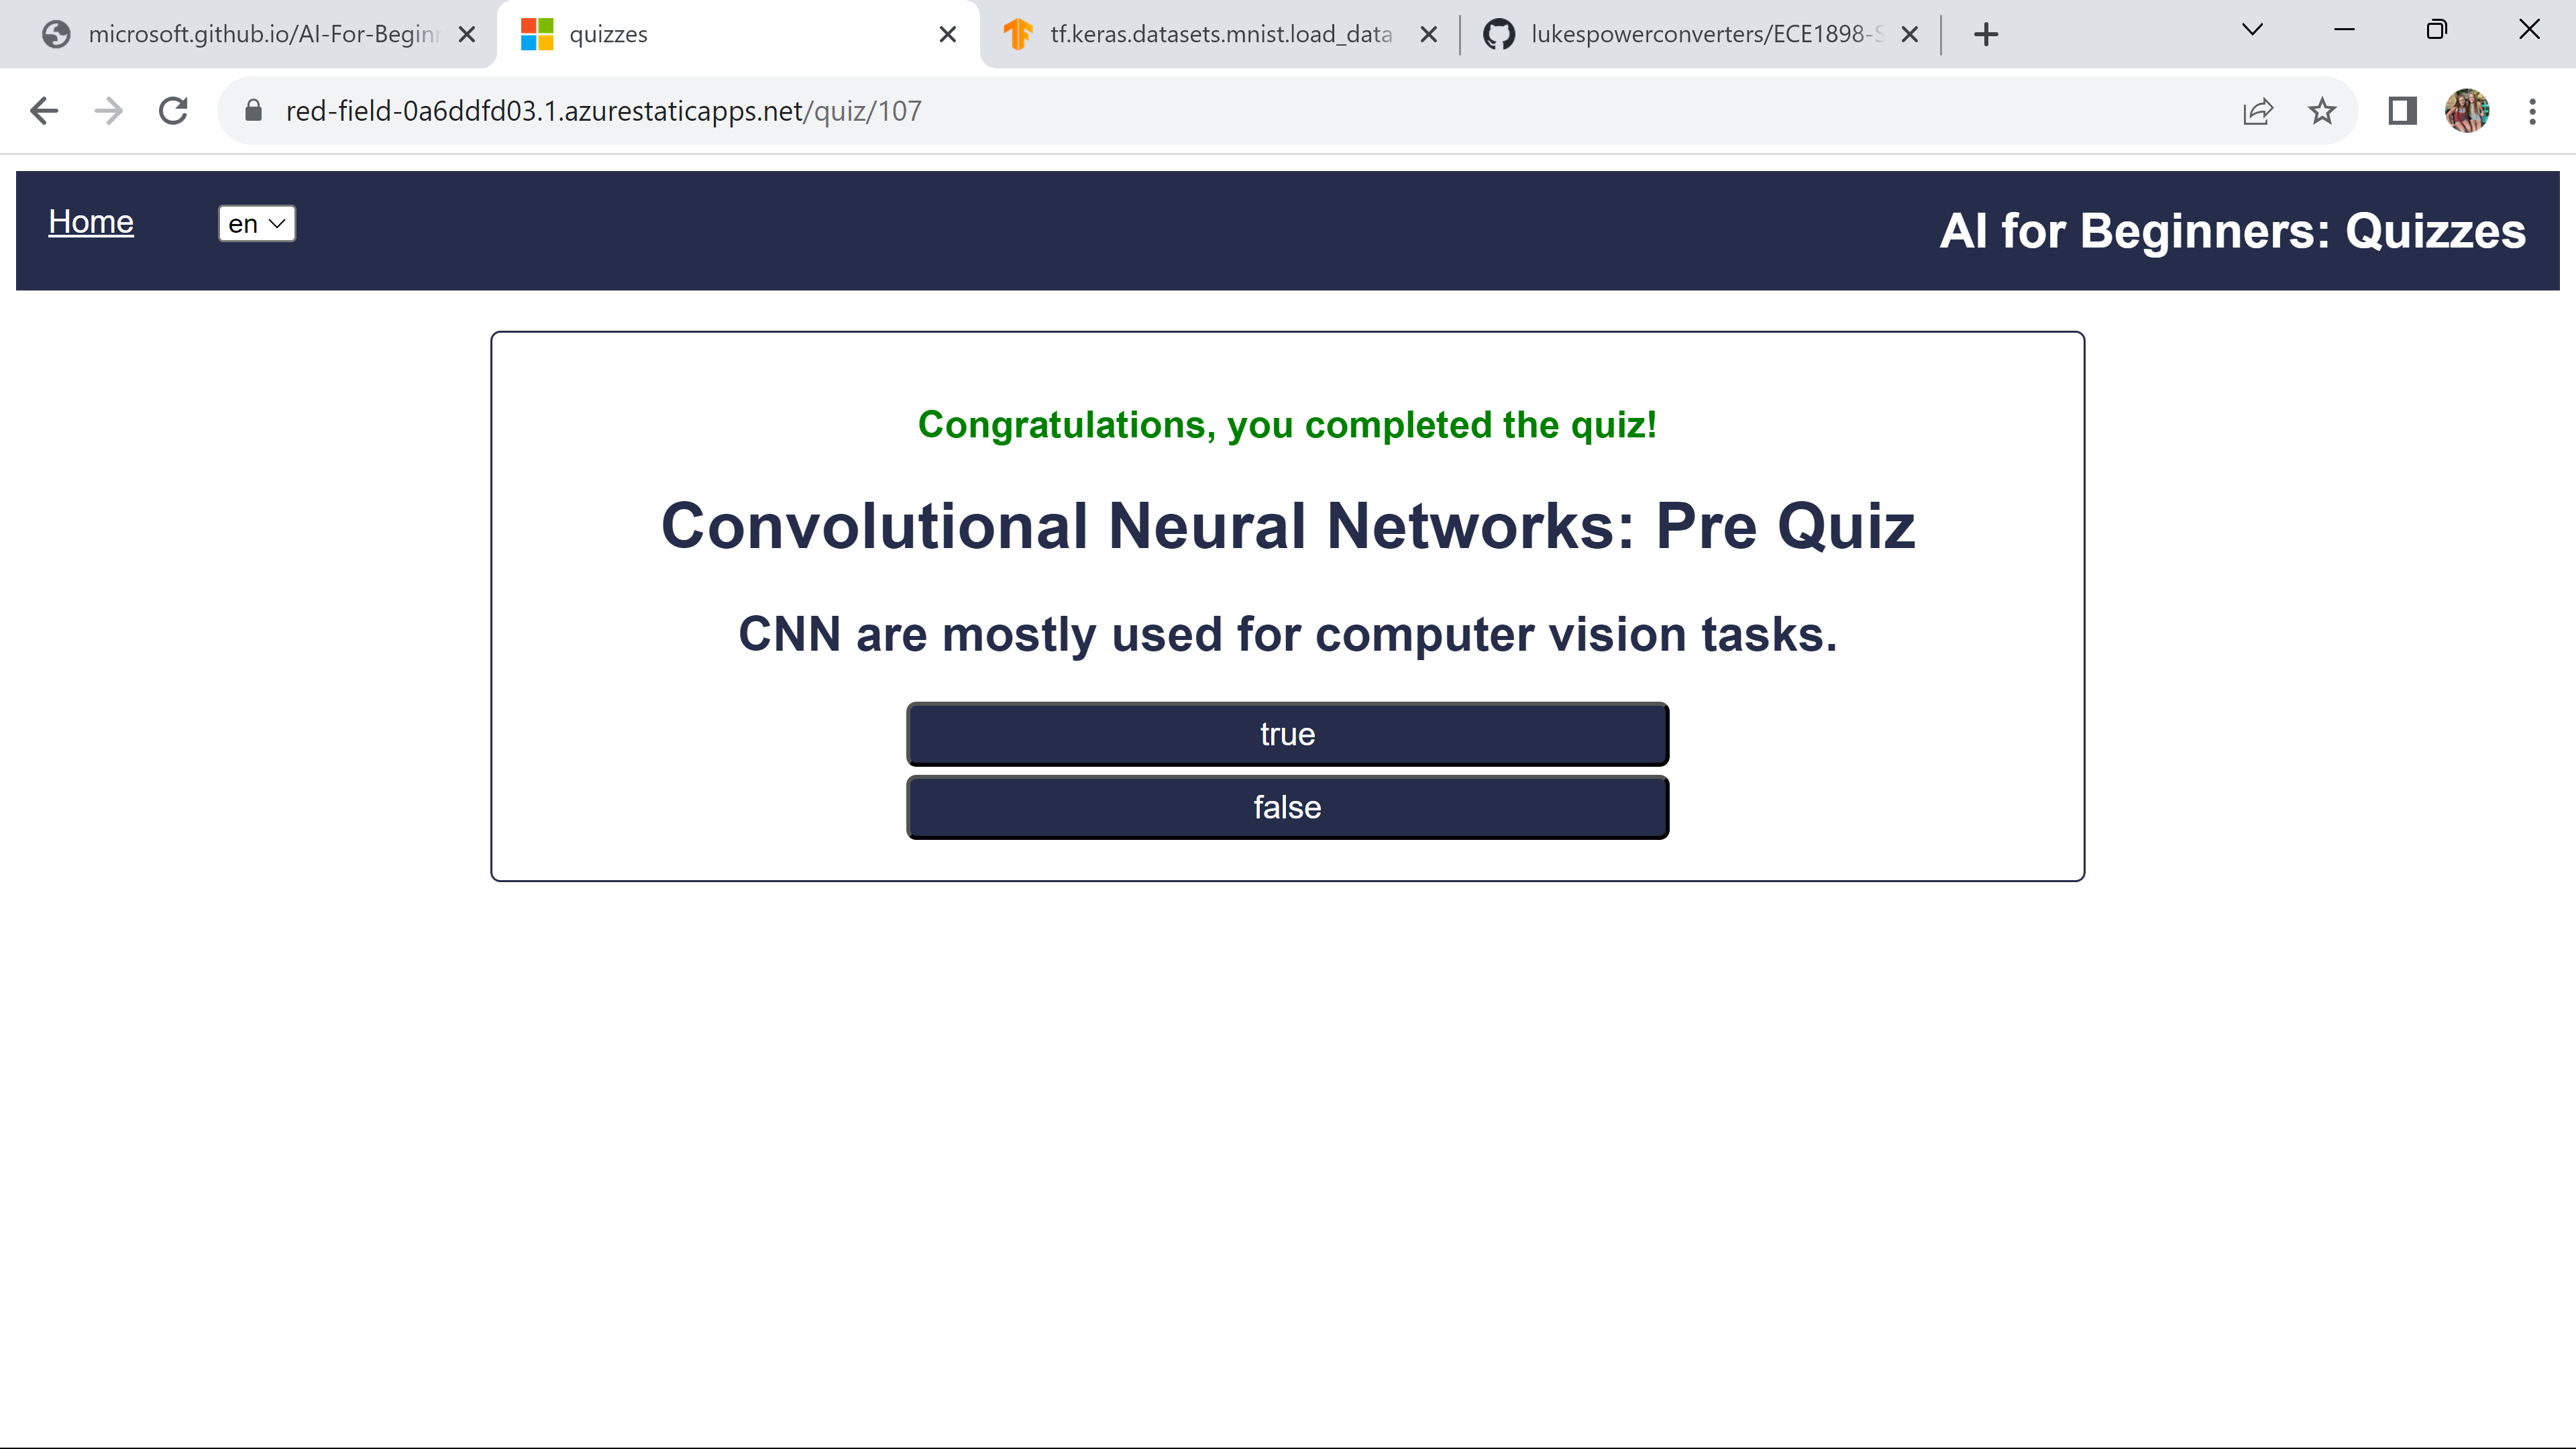 microsoft.github.io/AI-For-Beginn
quizzes
tf.keras.datasets.mnist.load_data
lukespowerconverters/ECE1898-S
red-field-0a6ddfd03.1.azurestaticapps.net/quiz/107
Home
en
AI for Beginners: Quizzes
Congratulations, you completed the quiz!
Convolutional Neural Networks: Pre Quiz
CNN are mostly used for computer vision tasks.
true
false